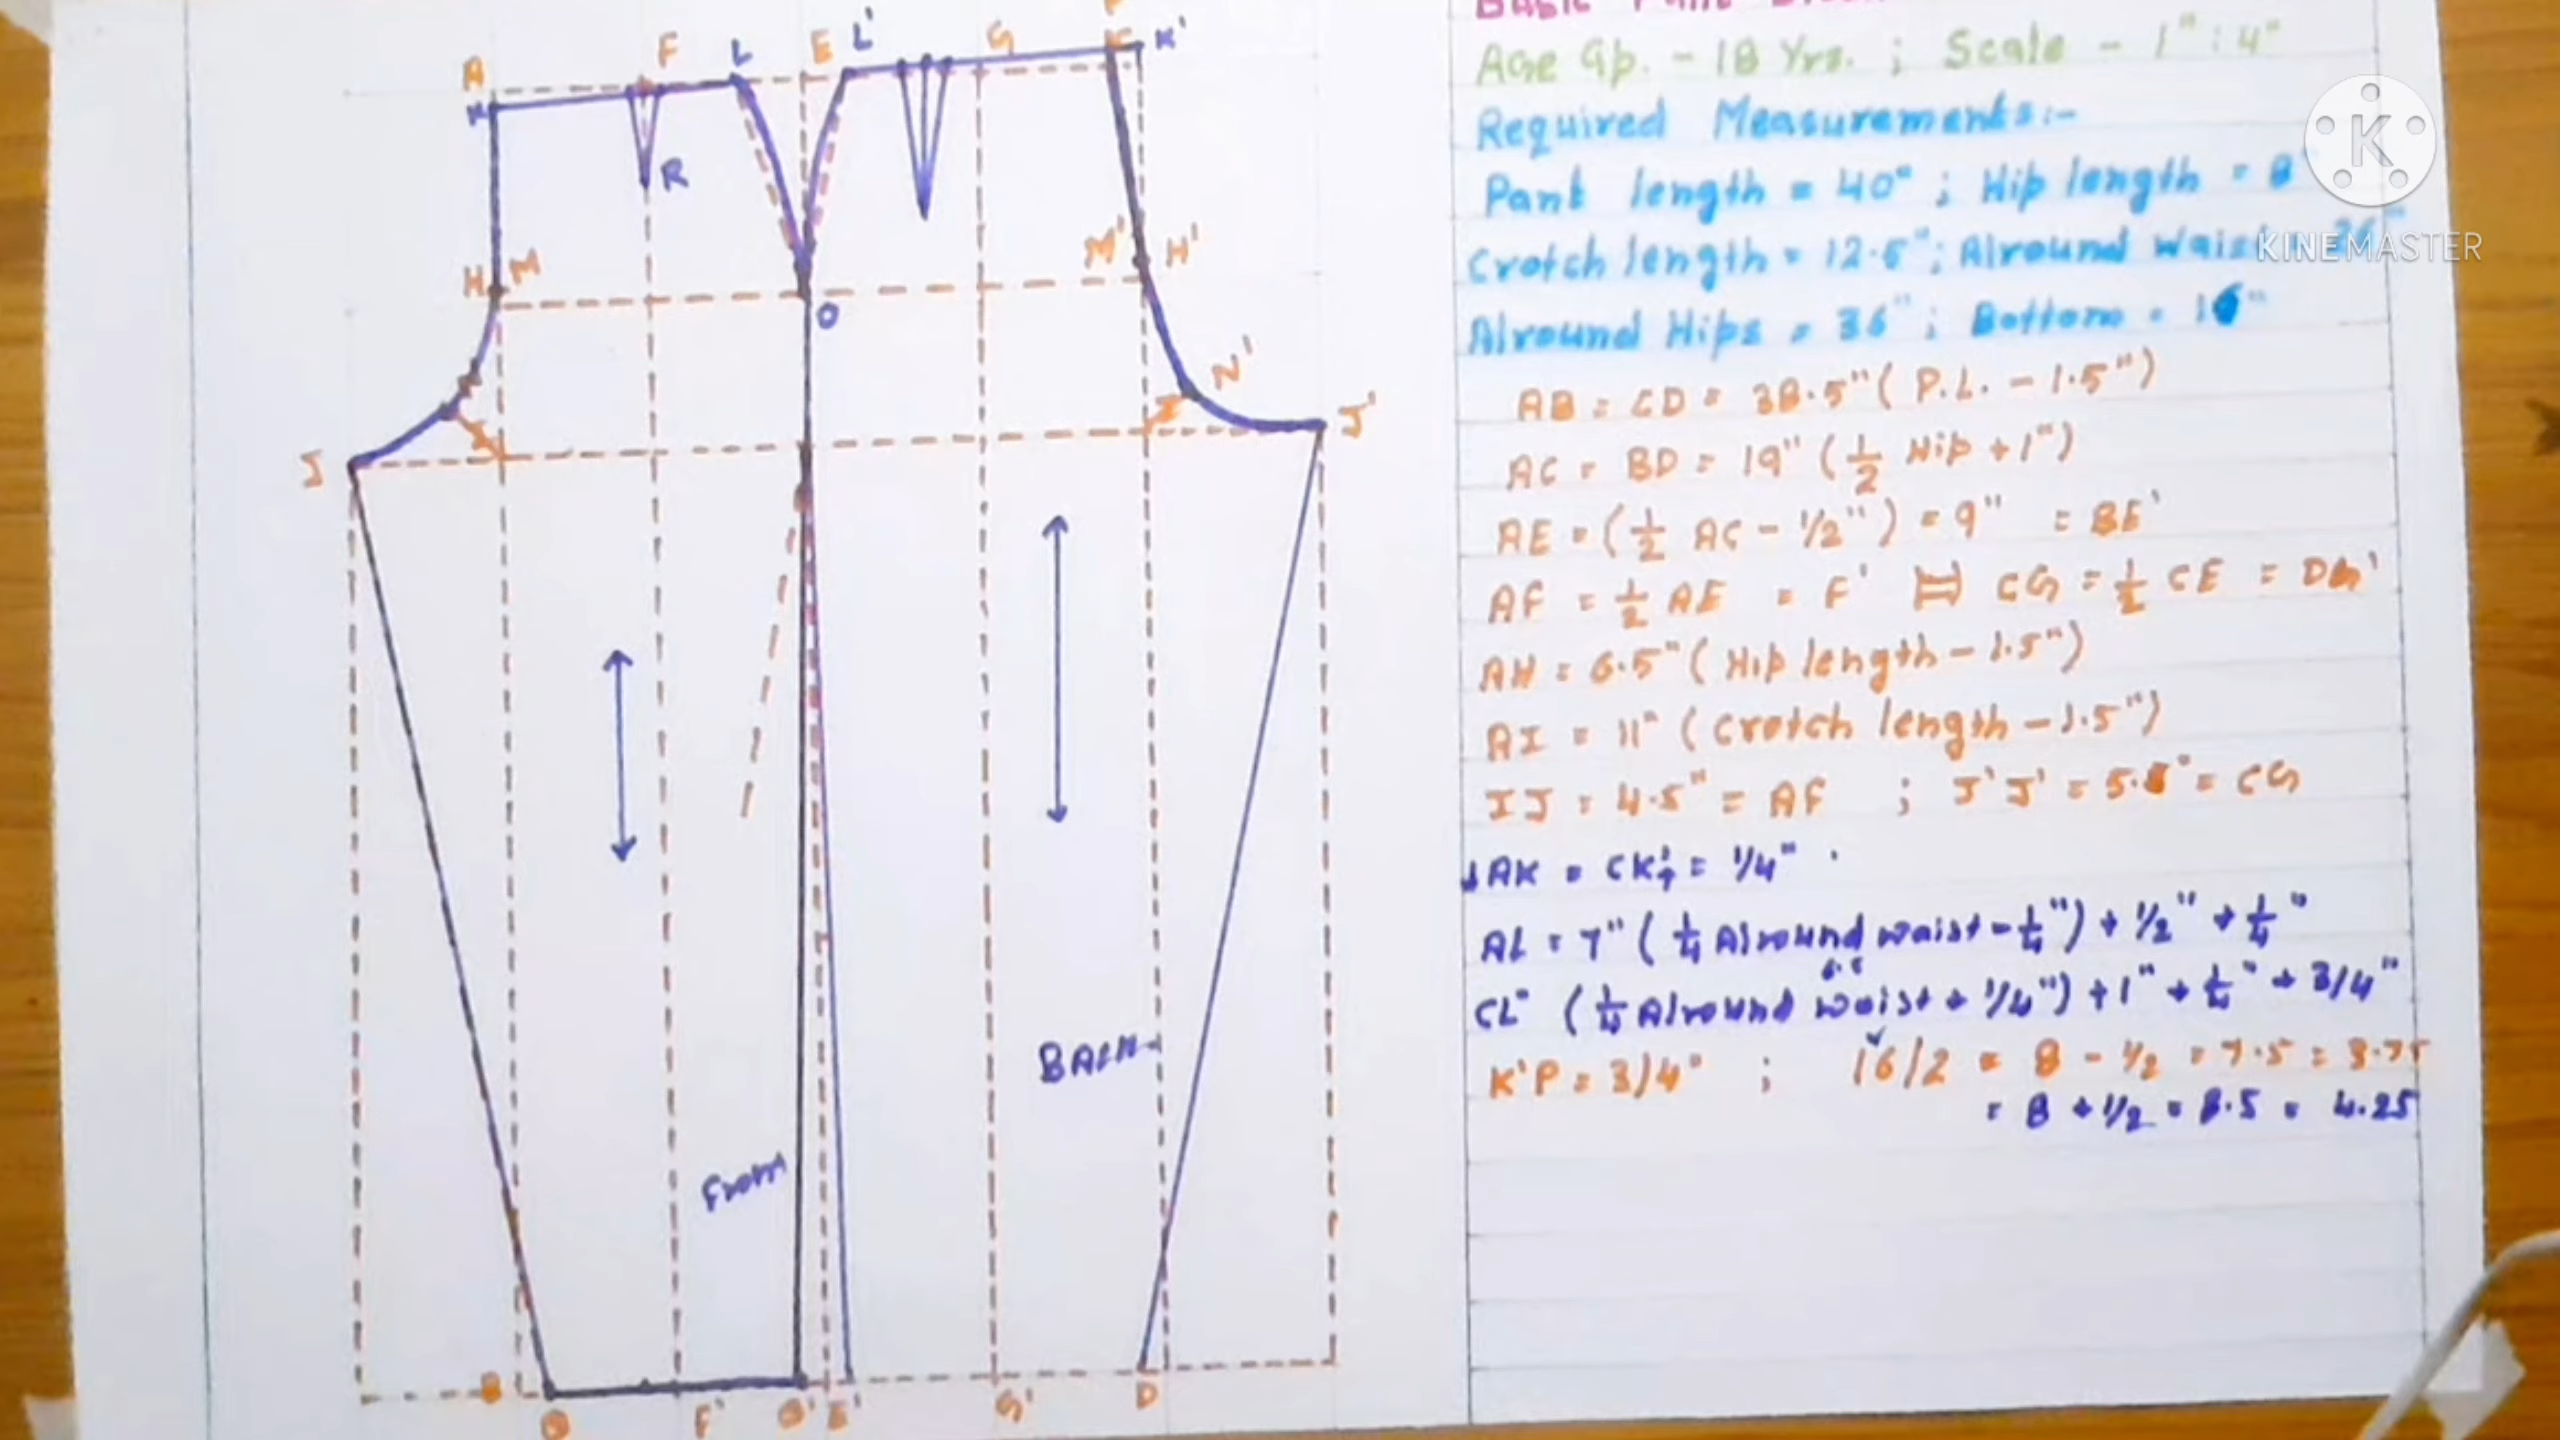 Age Gp. - 18 Yrs. ; Scale - 1" : 4"
Required Measurements:-
Pant length = 40" ; Hip length = 8"
Crotch length = 12.5" ; Alround Waist
Alround Hips = 36" ; Bottom = 16"
AB = CD = 38.5" (P.L. - 1.5")
AC = BD = 19" (1/2 Hip + 1")
AE = (1/2 AC - 1/2") = 9" = BE'
AF = 1/2 AE = F' CG = 1/2 CE = DG'
AH = 6.5" (Hip length - 1.5")
AI = 11" (Crotch length - 1.5")
IJ = 4.5" = AF ; J'J' = 5.5" = CG
↓AK = CK'↑ = 1/4"
AL = 7" (1/4 Alround waist - 1/4") + 1/2" + 1/4"
CL" (1/4 Alround waist + 1/4") + 1" + 1/4" + 3/4"
K'P = 3/4" ; 16/2 = 8 - 1/2 = 7.5 = 3.75
= 8 + 1/2 = 8.5 = 4.25
A F L E L' G K'
K
R
H M M' H'
O
N'
J J'
Back
Front
B D
Q F' Q' E' G'
KINEMASTER